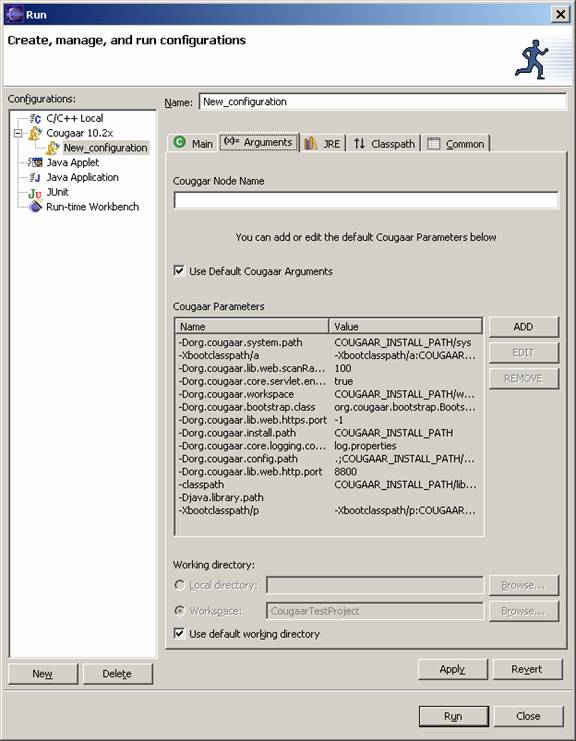 Run
Create, manage, and run configurations
Configurations:
C/C++ Local
Cougaar 10.2x
New_configuration
Java Applet
Java Application
JUnit
Run-time Workbench
New
Delete
Name: New_configuration
Main (x)= Arguments JRE Classpath Common
Couggar Node Name
You can add or edit the default Cougaar Parameters below
Use Default Cougaar Arguments
Cougaar Parameters
Name Value
-Dorg.cougaar.system.path COUGAAR_INSTALL_PATH/sys
-Xbootclasspath/a -Xbootclasspath/a:COUGAAR...
-Dorg.cougaar.lib.web.scanRa... 100
-Dorg.cougaar.core.servlet.en... true
-Dorg.cougaar.workspace COUGAAR_INSTALL_PATH/w...
-Dorg.cougaar.bootstrap.class org.cougaar.bootstrap.Boots...
-Dorg.cougaar.lib.web.https.port -1
-Dorg.cougaar.install.path COUGAAR_INSTALL_PATH
-Dorg.cougaar.core.logging.co... log.properties
-Dorg.cougaar.config.path .;COUGAAR_INSTALL_PATH/...
-Dorg.cougaar.lib.web.http.port 8800
-classpath COUGAAR_INSTALL_PATH/lib...
-Djava.library.path
-Xbootclasspath/p -Xbootclasspath/p:COUGAAR...
ADD
EDIT
REMOVE
Working directory:
Local directory: Browse...
Workspace: CougaarTestProject Browse...
Use default working directory
Apply Revert
Run Close